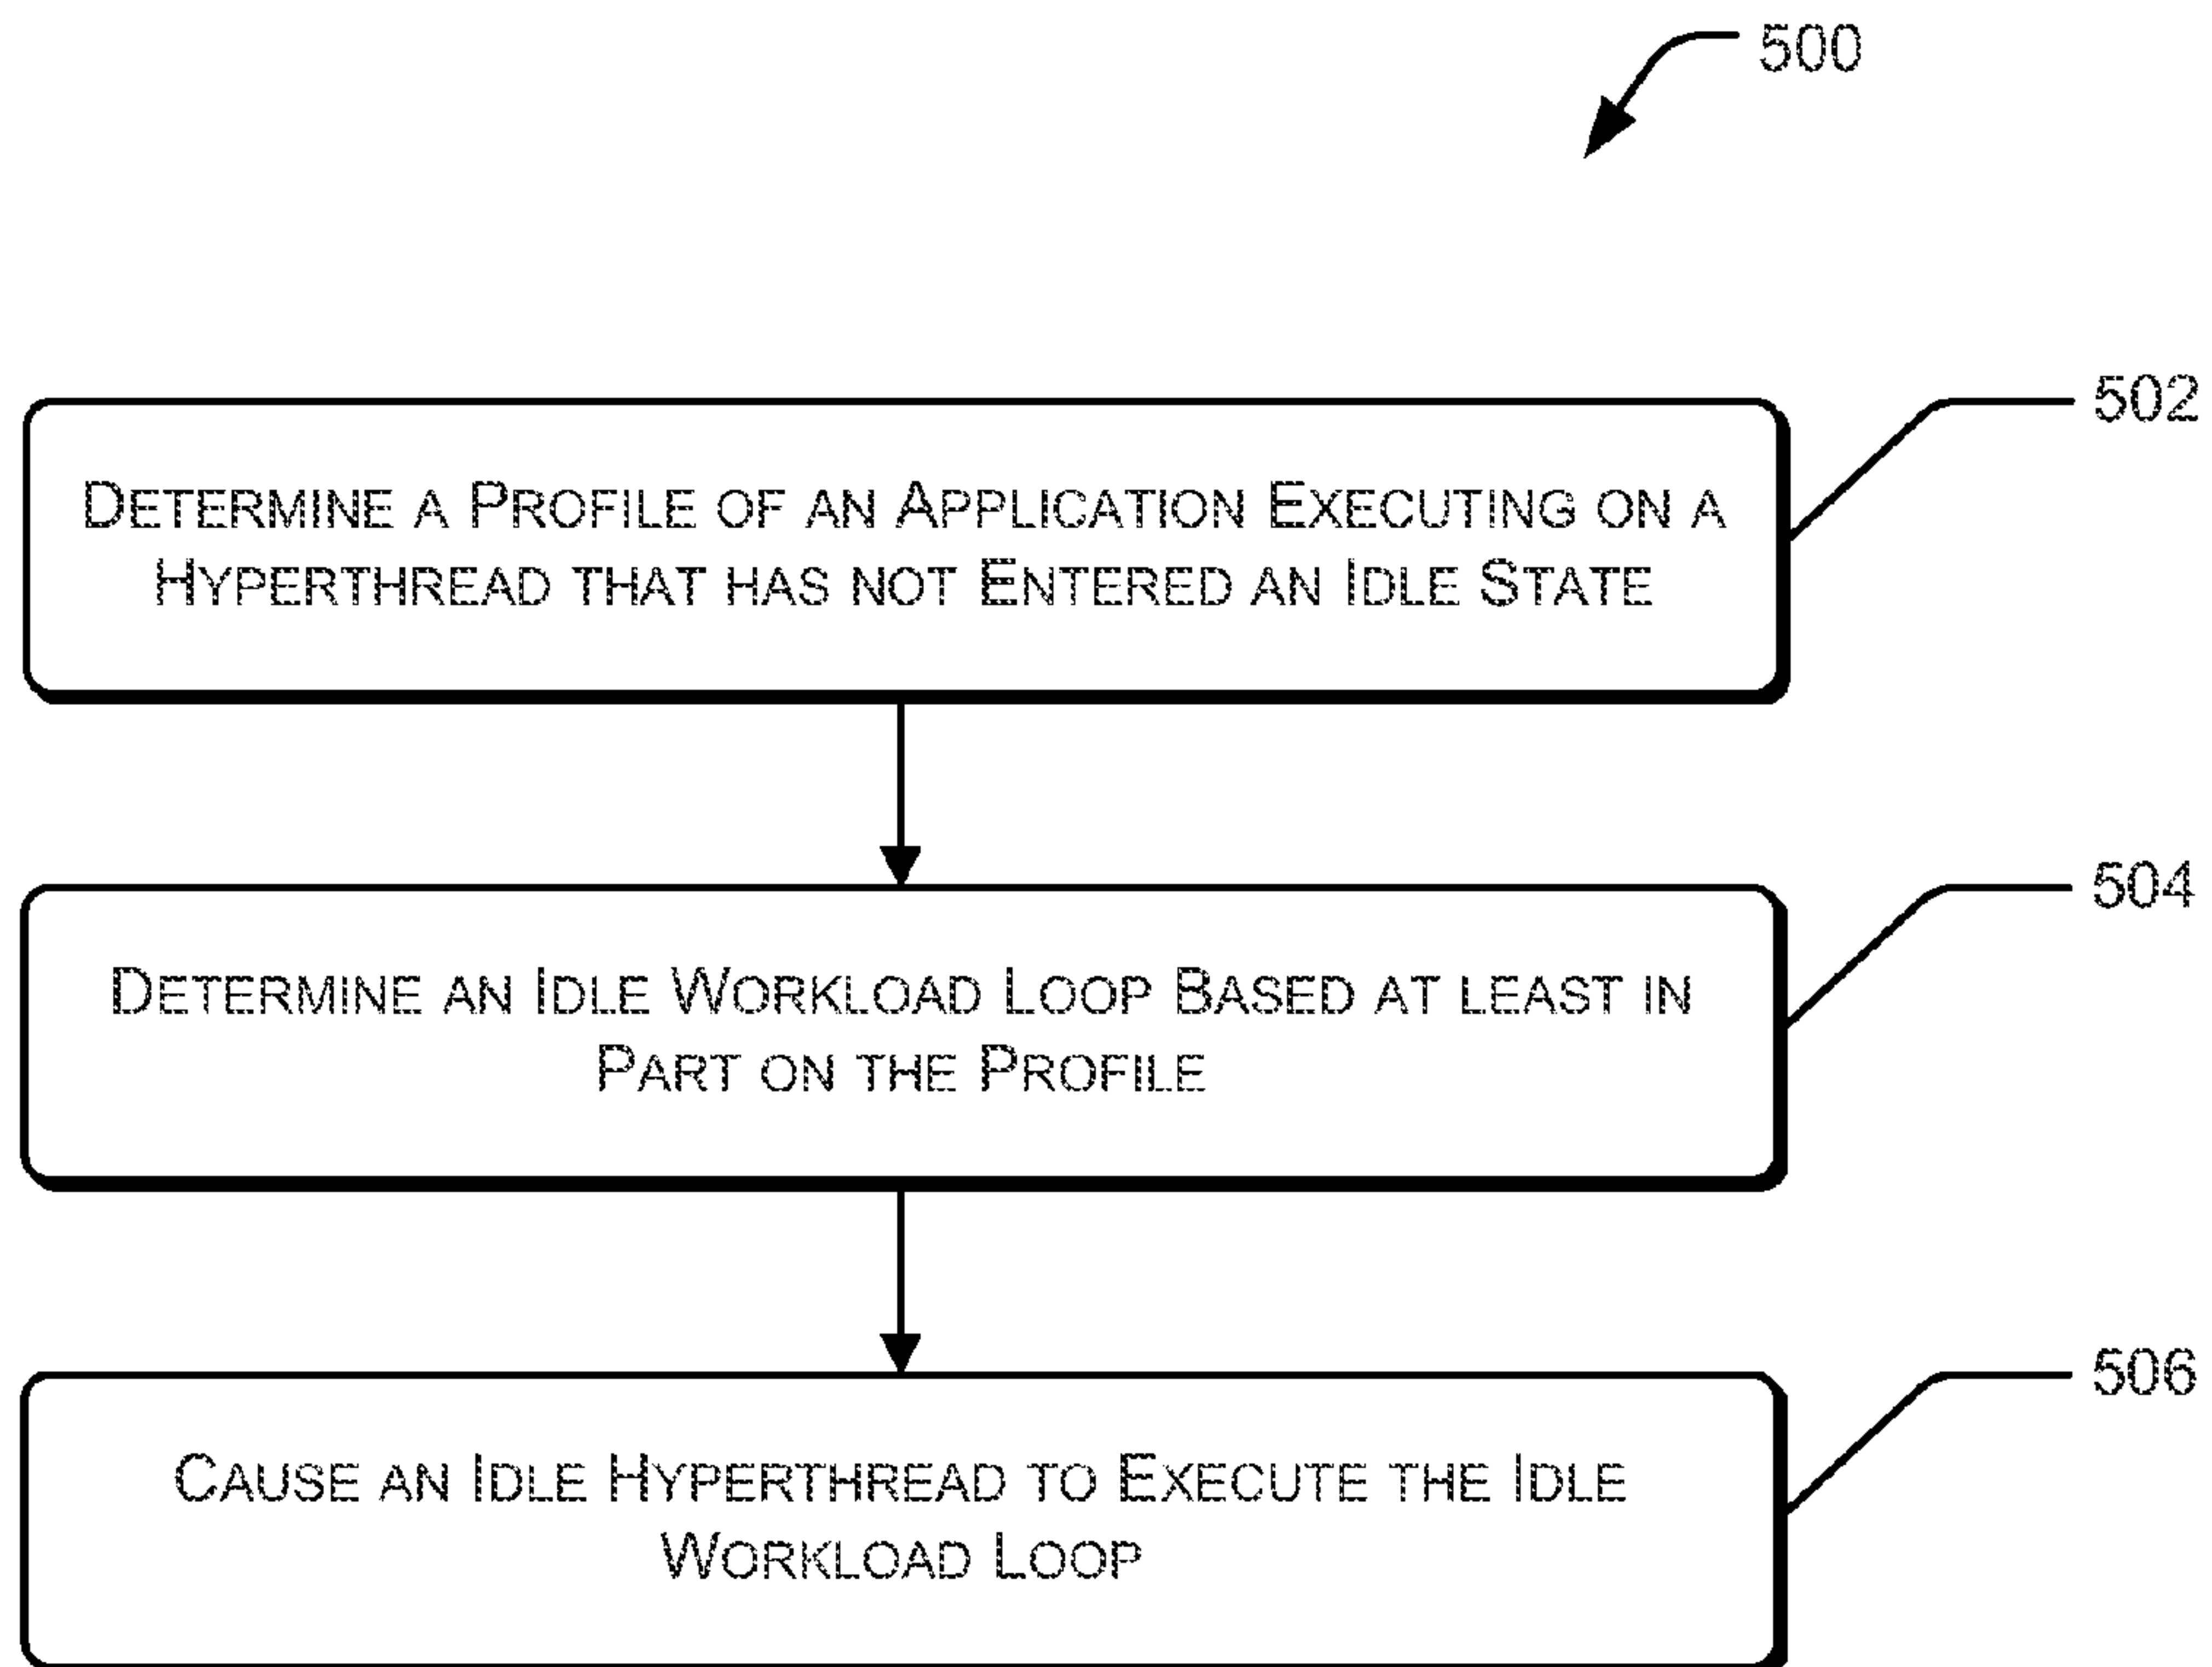 500
502
DETERMINE A PROFILE OF AN APPLICATION EXECUTING ON A
HYPERTHREAD THAT HAS NOT ENTERED AN IDLE STATE
504
DETERMINE AN IDLE WORKLOAD LOOP BASED AT LEAST IN
PART ON THE PROFILE
506
CAUSE AN IDLE HYPERTHREAD TO EXECUTE THE IDLE
WORKLOAD LOOP